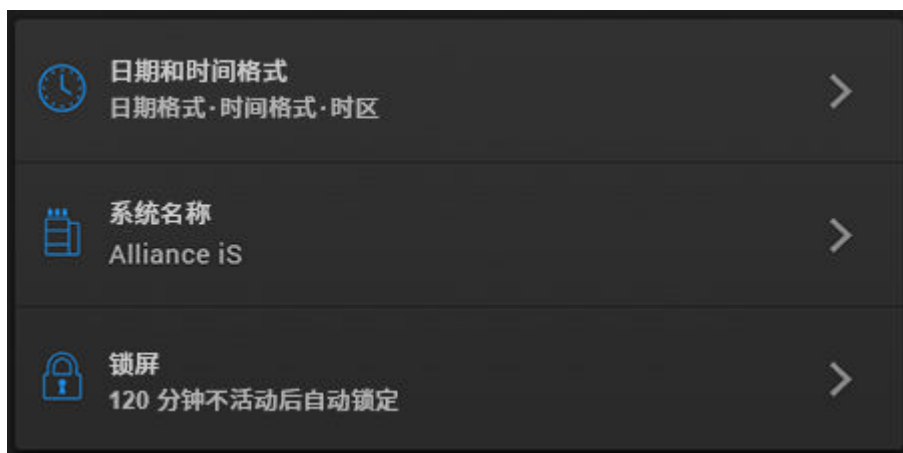 日期和时间格式
日期格式·时间格式·时区
系统名称
Alliance iS
锁屏
120 分钟不活动后自动锁定